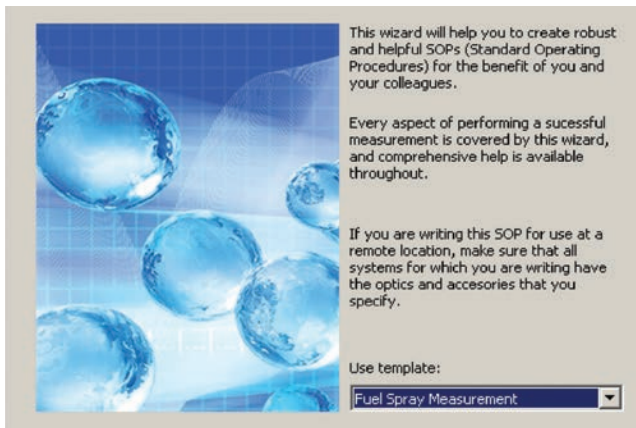 This wizard will help you to create robust
and helpful SOPs (Standard Operating
Procedures) for the benefit of you and
your colleagues.
Every aspect of performing a sucessful
measurement is covered by this wizard,
and comprehensive help is available
throughout.
If you are writing this SOP for use at a
remote location, make sure that all
systems for which you are writing have
the optics and accesories that you
specify.
Use template:
Fuel Spray Measurement